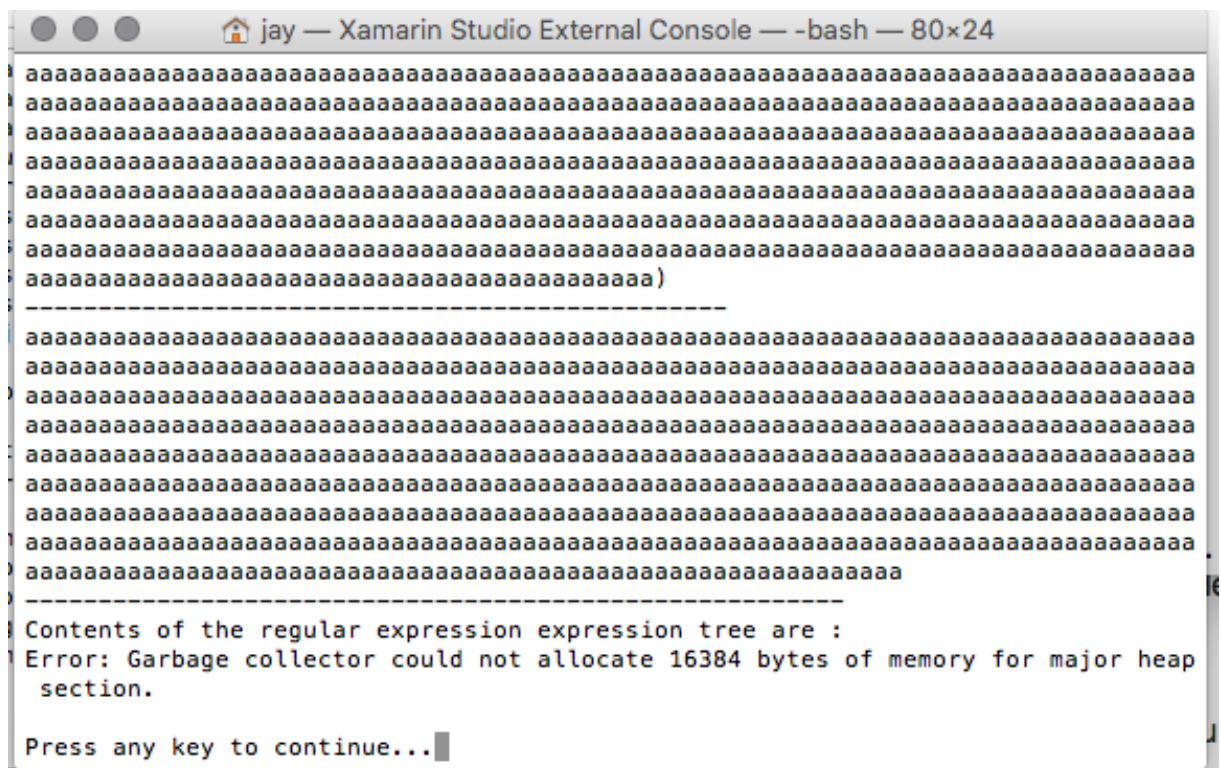 jay — Xamarin Studio External Console — -bash — 80×24
aaaaaaaaaaaaaaaaaaaaaaaaaaaaaaaaaaaaaaaaaaaaaaaaaaaaaaaaaaaaaaaaaaaaaaaaaaaaaaaa
aaaaaaaaaaaaaaaaaaaaaaaaaaaaaaaaaaaaaaaaaaaaaaaaaaaaaaaaaaaaaaaaaaaaaaaaaaaaaaaa
aaaaaaaaaaaaaaaaaaaaaaaaaaaaaaaaaaaaaaaaaaaaaaaaaaaaaaaaaaaaaaaaaaaaaaaaaaaaaaaa
aaaaaaaaaaaaaaaaaaaaaaaaaaaaaaaaaaaaaaaaaaaaaaaaaaaaaaaaaaaaaaaaaaaaaaaaaaaaaaaa
aaaaaaaaaaaaaaaaaaaaaaaaaaaaaaaaaaaaaaaaaaaaaaaaaaaaaaaaaaaaaaaaaaaaaaaaaaaaaaaa
aaaaaaaaaaaaaaaaaaaaaaaaaaaaaaaaaaaaaaaaaaaaaaaaaaaaaaaaaaaaaaaaaaaaaaaaaaaaaaaa
aaaaaaaaaaaaaaaaaaaaaaaaaaaaaaaaaaaaaaaaaaaaaaaaaaaaaaaaaaaaaaaaaaaaaaaaaaaaaaaa
aaaaaaaaaaaaaaaaaaaaaaaaaaaaaaaaaaaaaaaaaaa)
------------------------------------------------
aaaaaaaaaaaaaaaaaaaaaaaaaaaaaaaaaaaaaaaaaaaaaaaaaaaaaaaaaaaaaaaaaaaaaaaaaaaaaaaa
aaaaaaaaaaaaaaaaaaaaaaaaaaaaaaaaaaaaaaaaaaaaaaaaaaaaaaaaaaaaaaaaaaaaaaaaaaaaaaaa
aaaaaaaaaaaaaaaaaaaaaaaaaaaaaaaaaaaaaaaaaaaaaaaaaaaaaaaaaaaaaaaaaaaaaaaaaaaaaaaa
aaaaaaaaaaaaaaaaaaaaaaaaaaaaaaaaaaaaaaaaaaaaaaaaaaaaaaaaaaaaaaaaaaaaaaaaaaaaaaaa
aaaaaaaaaaaaaaaaaaaaaaaaaaaaaaaaaaaaaaaaaaaaaaaaaaaaaaaaaaaaaaaaaaaaaaaaaaaaaaaa
aaaaaaaaaaaaaaaaaaaaaaaaaaaaaaaaaaaaaaaaaaaaaaaaaaaaaaaaaaaaaaaaaaaaaaaaaaaaaaaa
aaaaaaaaaaaaaaaaaaaaaaaaaaaaaaaaaaaaaaaaaaaaaaaaaaaaaaaaaaaaaaaaaaaaaaaaaaaaaaaa
aaaaaaaaaaaaaaaaaaaaaaaaaaaaaaaaaaaaaaaaaaaaaaaaaaaaaaaaaaaaaaaaaaaaaaaaaaaaaaaa
aaaaaaaaaaaaaaaaaaaaaaaaaaaaaaaaaaaaaaaaaaaaaaaaaaaaaaaaaaaa
--------------------------------------------------------
Contents of the regular expression expression tree are :
Error: Garbage collector could not allocate 16384 bytes of memory for major heap
 section.

Press any key to continue...